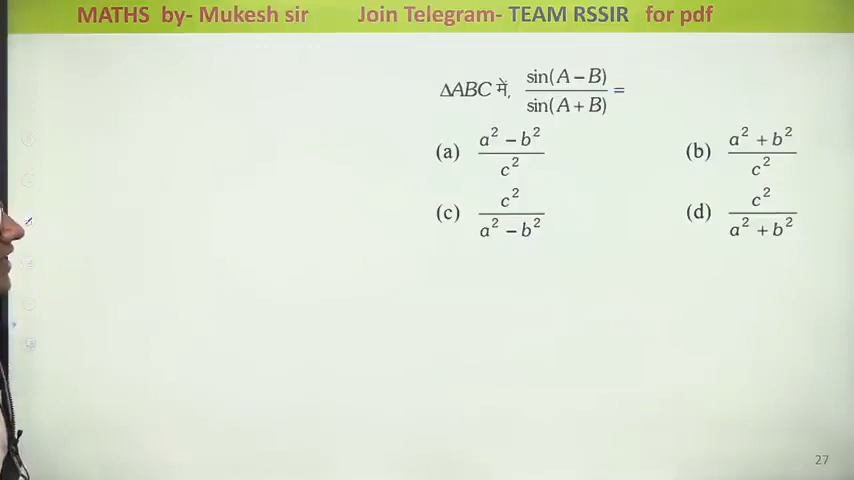 MATHS by- Mukesh sir Join Telegram- TEAM RSSIR for pdf
ΔABC में, sin(A − B)/sin(A + B) =
(a) (a² − b²)/c² (b) (a² + b²)/c²
(c) c²/(a² − b²) (d) c²/(a² + b²)
27